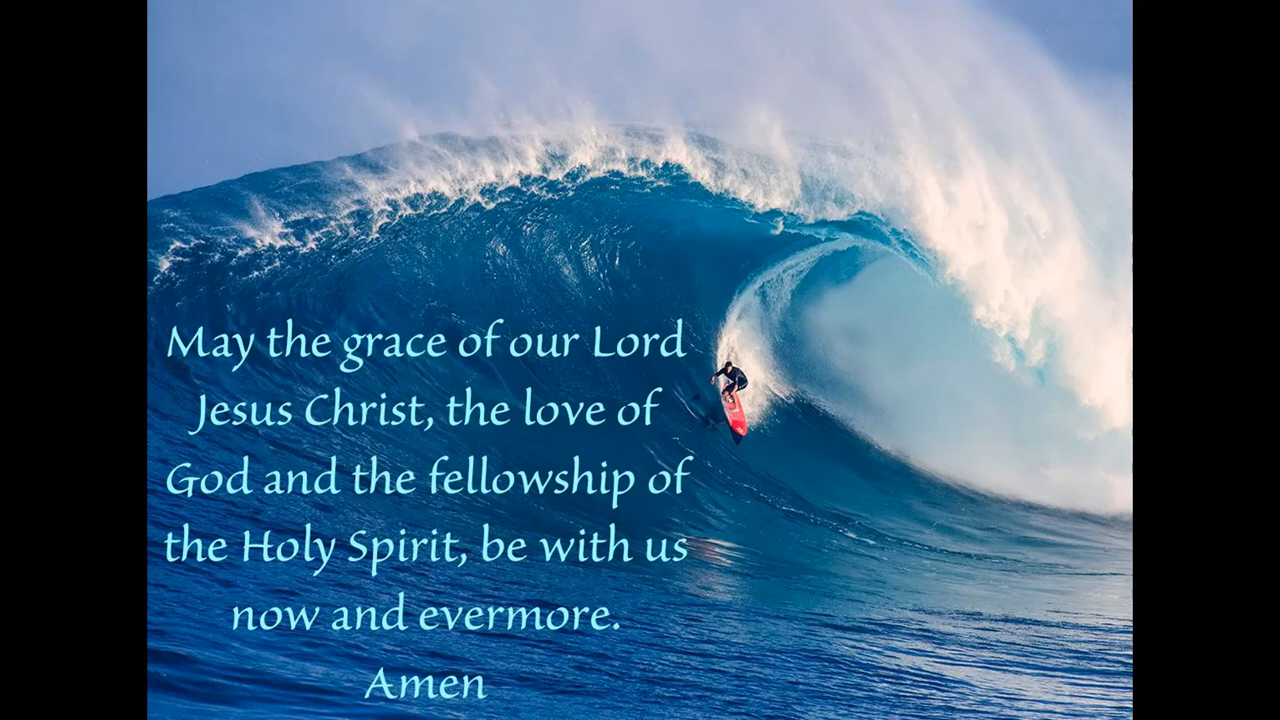 May the grace of our Lord
Jesus Christ, the love of
God and the fellowship of
the Holy Spirit, be with us
now and evermore.
Amen